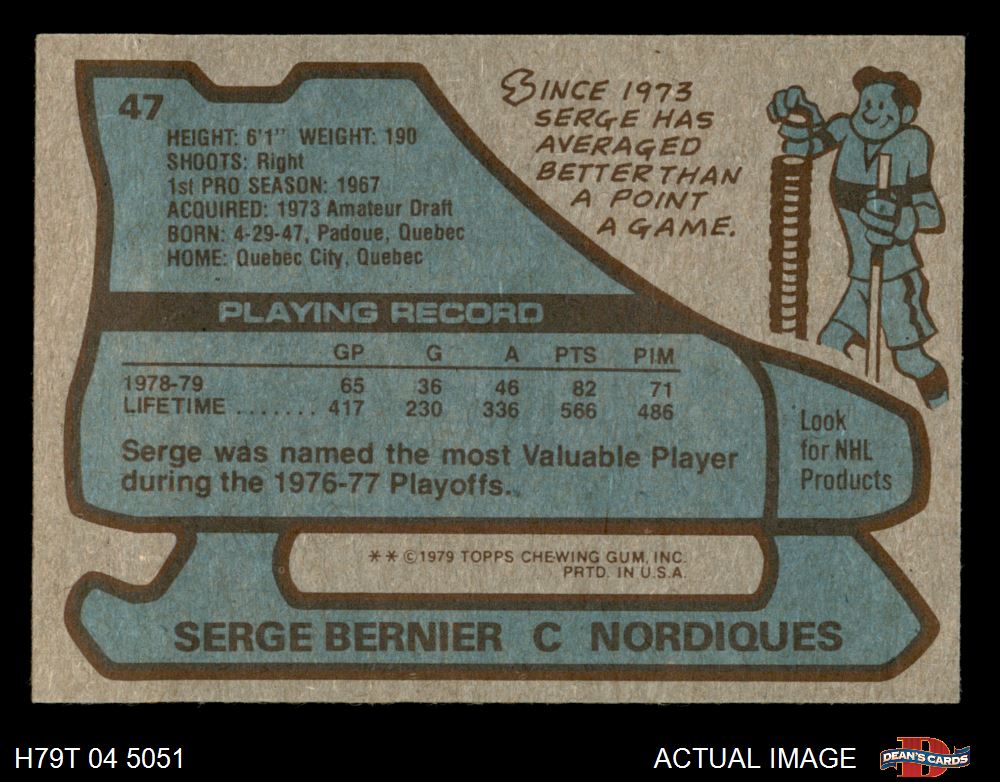 47
HEIGHT: 6'1" WEIGHT: 190
SHOOTS: Right
1st PRO SEASON: 1967
ACQUIRED: 1973 Amateur Draft
BORN: 4-29-47, Padoue, Quebec
HOME: Quebec City, Quebec
SINCE 1973
SERGE HAS
AVERAGED
BETTER THAN
A POINT
A GAME.
PLAYING RECORD
GP G A PTS PIM
1978-79 65 36 46 82 71
LIFETIME ....... 417 230 336 566 486
Serge was named the most Valuable Player
during the 1976-77 Playoffs.
Look
for NHL
Products
** ©1979 TOPPS CHEWING GUM, INC.
PRTD. IN U.S.A.
SERGE BERNIER C NORDIQUES
H79T 04 5051
ACTUAL IMAGE
D
DEAN'S CARDS